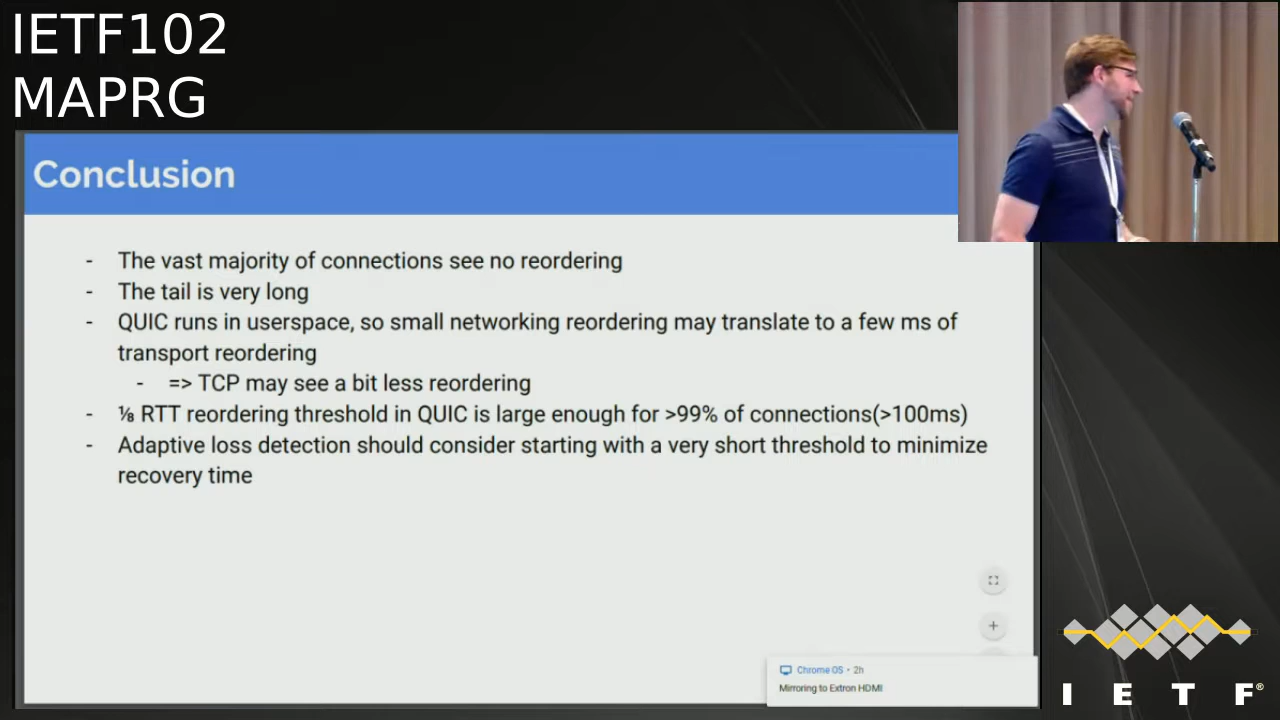 IETF102
MAPRG
Conclusion
- The vast majority of connections see no reordering
- The tail is very long
- QUIC runs in userspace, so small networking reordering may translate to a few ms of
transport reordering
- => TCP may see a bit less reordering
- ⅛ RTT reordering threshold in QUIC is large enough for >99% of connections(>100ms)
- Adaptive loss detection should consider starting with a very short threshold to minimize
recovery time
Chrome OS • 2h
Mirroring to Extron HDMI
I E T F®